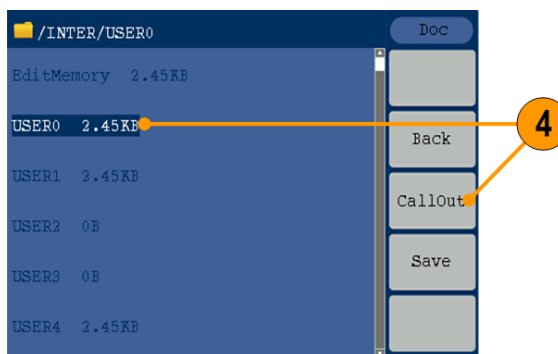 /INTER/USER0
Doc
EditMemory 2.45KB
USER0 2.45KB
4
Back
USER1 2.45KB
CallOut
USER2 0B
Save
USER3 0B
USER4 2.45KB